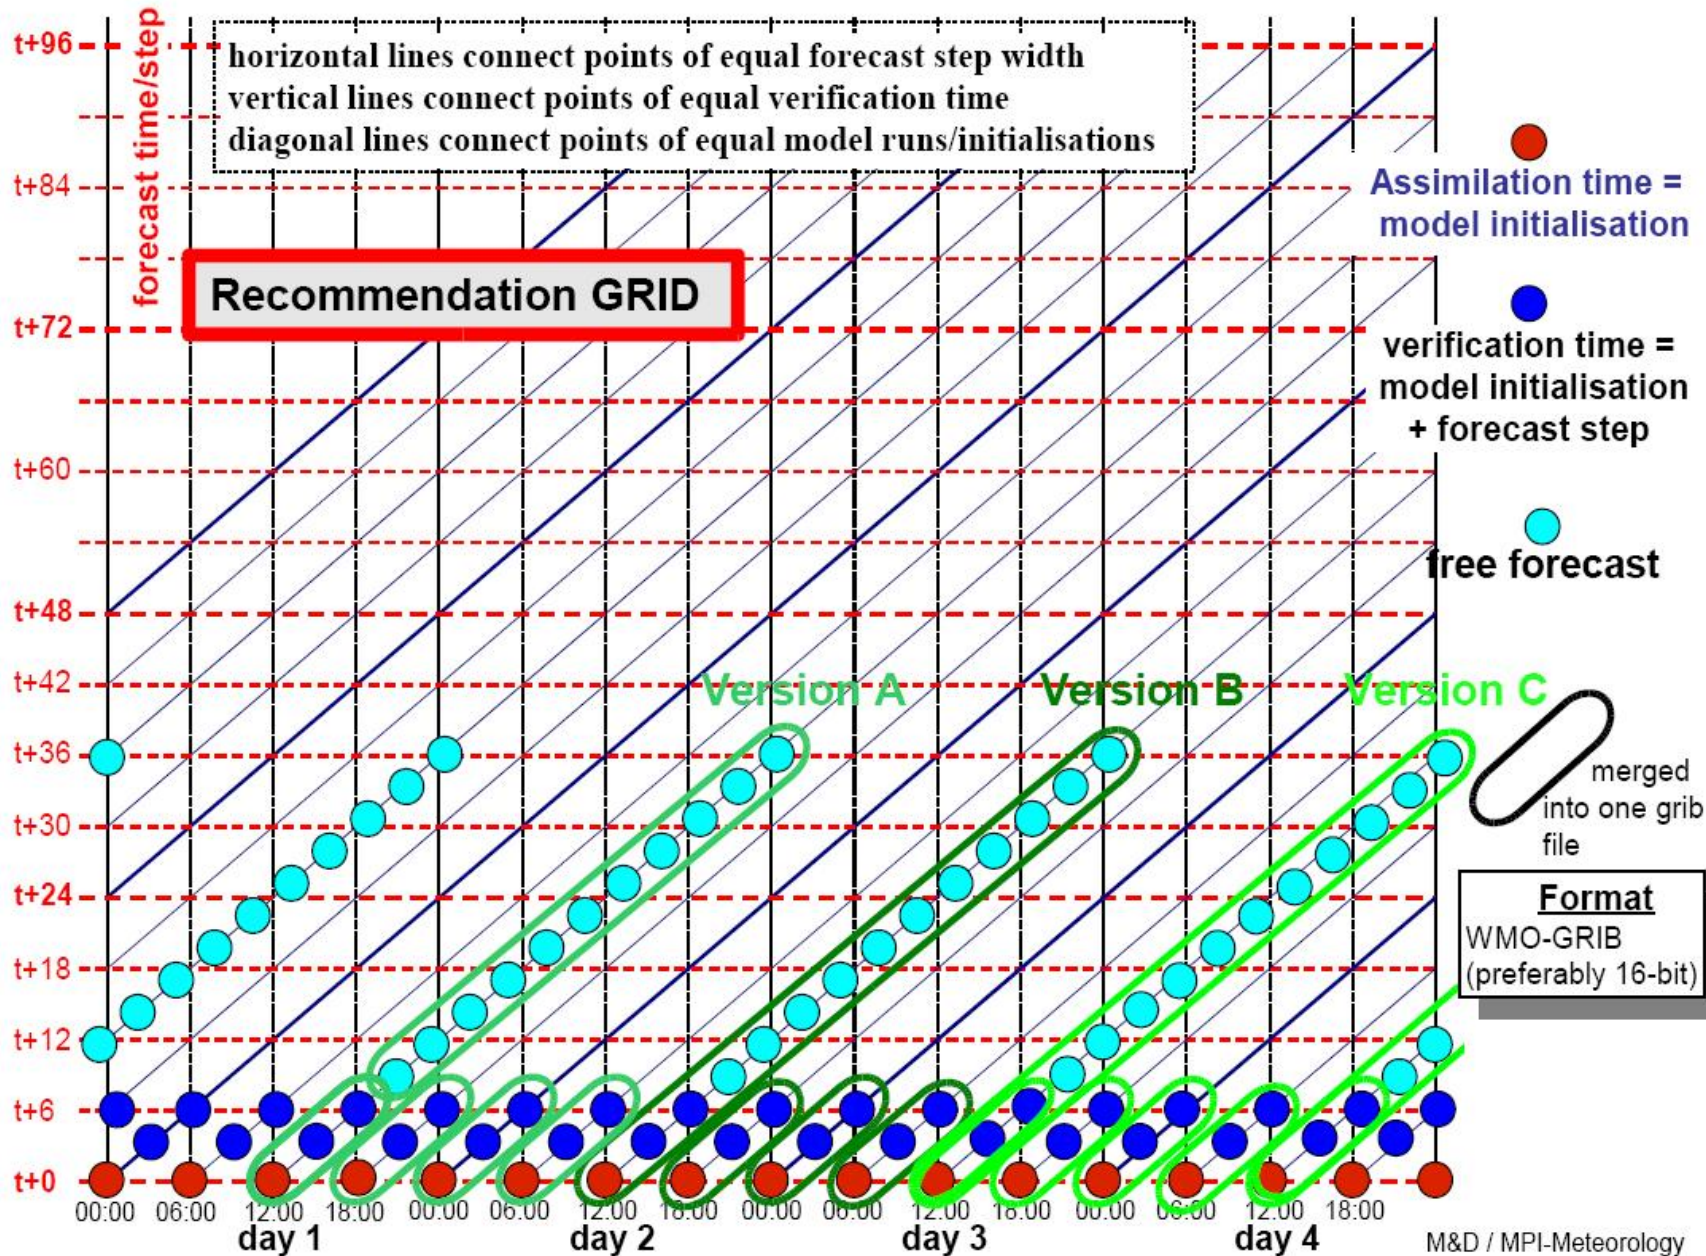 forecast time/step
horizontal lines connect points of equal forecast step width
vertical lines connect points of equal verification time
diagonal lines connect points of equal model runs/initialisations
Recommendation GRID
t+96
t+84
t+72
t+60
t+48
t+42
t+36
t+30
t+24
t+18
t+12
t+6
t+0
Assimilation time =
model initialisation
verification time =
model initialisation
+ forecast step
free forecast
Version A
Version B
Version C
merged
into one grib
file
Format
WMO-GRIB
(preferably 16-bit)
00:00 06:00 12:00 18:00 00:00 06:00 12:00 18:00 00:00 06:00 12:00 16:00 00:00 06:00 12:00 18:00
day 1 day 2 day 3 day 4
M&D / MPI-Meteorology